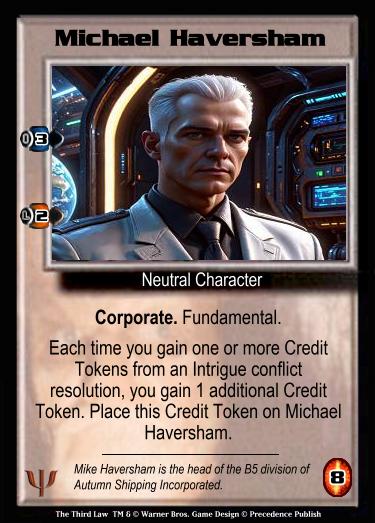 Michael Haversham
D 3
L 2
Neutral Character
Corporate. Fundamental.
Each time you gain one or more Credit
Tokens from an Intrigue conflict
resolution, you gain 1 additional Credit
Token. Place this Credit Token on Michael
Haversham.
Mike Haversham is the head of the B5 division of
Autumn Shipping Incorporated.
8
The Third Law TM & © Warner Bros. Game Design © Precedence Publish